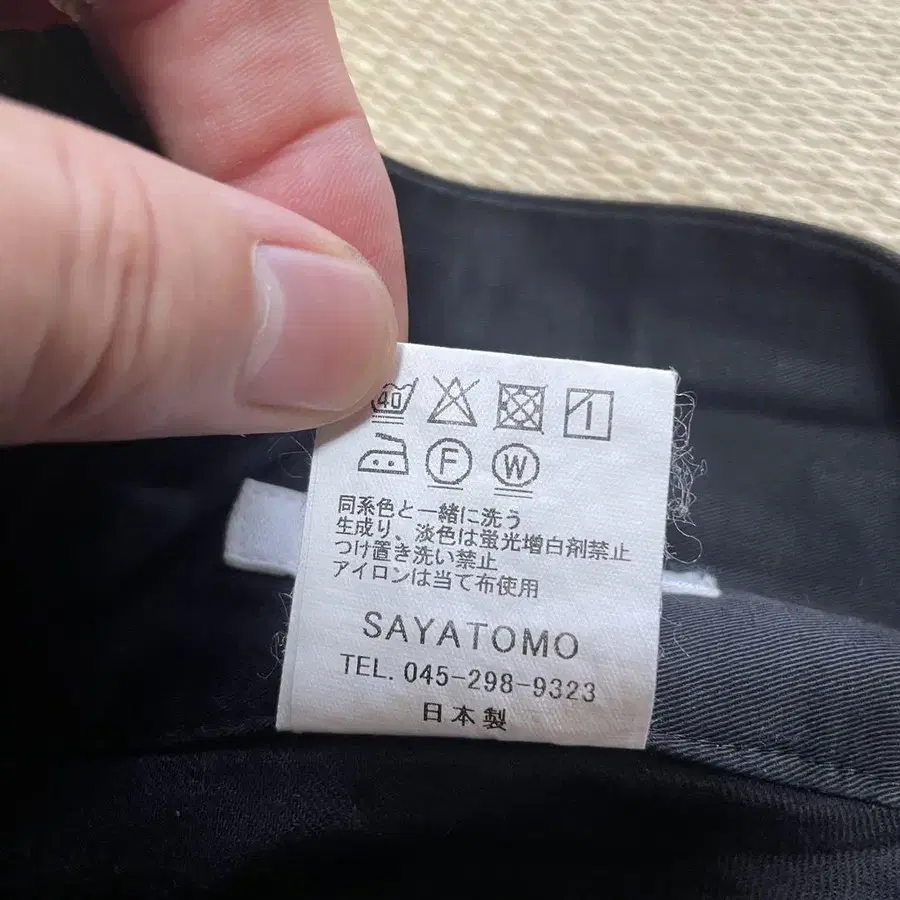 40
F W
同系色と一緒に洗う
生成り、淡色は蛍光増白剤禁止
つけ置き洗い禁止
アイロンは当て布使用
SAYATOMO
TEL. 045-298-9323
日本製